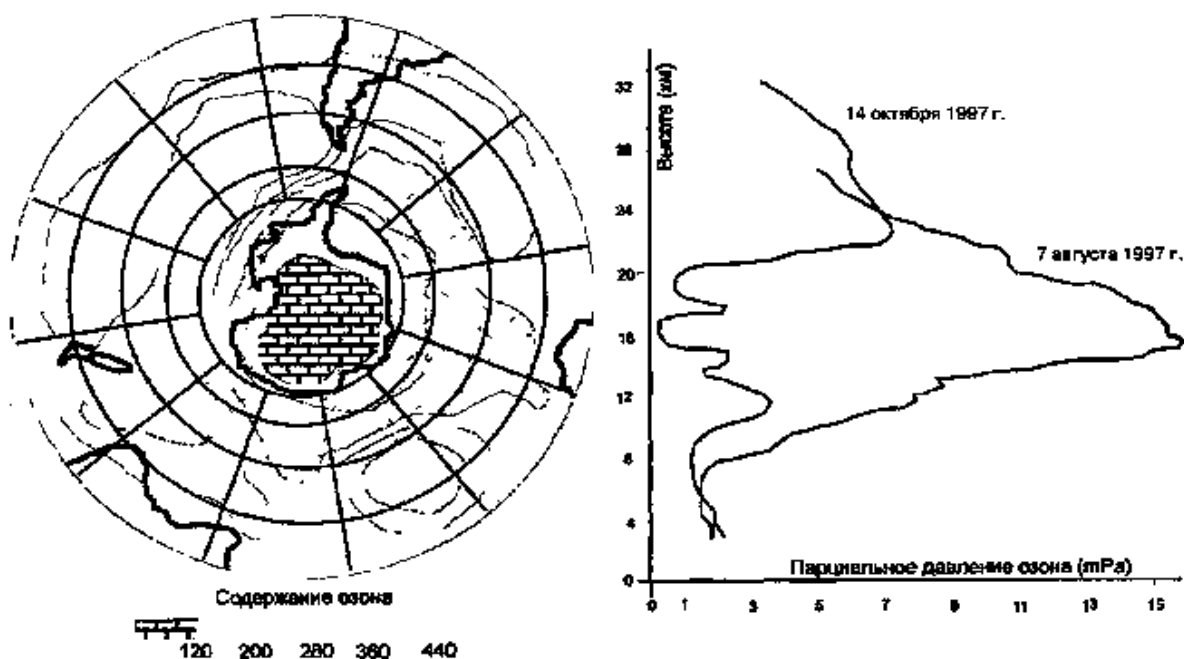 Содержание озона
120 200 280 360 440
Высота (км)
32
28
24
20
16
12
8
4
0
14 октября 1997 г.
7 августа 1997 г.
Парциальное давление озона (mPa)
0 1 3 5 7 9 11 13 15